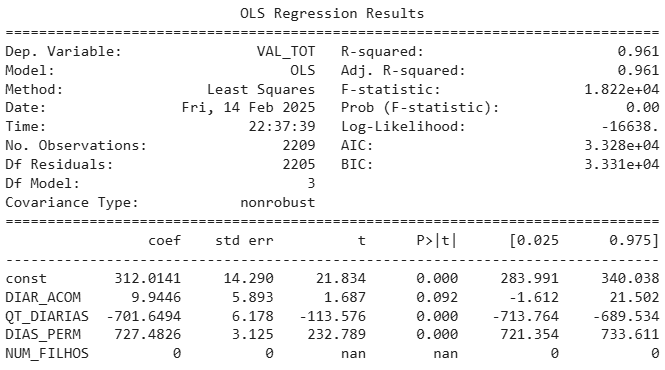 OLS Regression Results
==============================================================================
Dep. Variable: VAL_TOT R-squared: 0.961
Model: OLS Adj. R-squared: 0.961
Method: Least Squares F-statistic: 1.822e+04
Date: Fri, 14 Feb 2025 Prob (F-statistic): 0.00
Time: 22:37:39 Log-Likelihood: -16638.
No. Observations: 2209 AIC: 3.328e+04
Df Residuals: 2205 BIC: 3.331e+04
Df Model: 3
Covariance Type: nonrobust
==============================================================================
coef std err t P>|t| [0.025 0.975]
------------------------------------------------------------------------------
const 312.0141 14.290 21.834 0.000 283.991 340.038
DIAR_ACOM 9.9446 5.893 1.687 0.092 -1.612 21.502
QT_DIARIAS -701.6494 6.178 -113.576 0.000 -713.764 -689.534
DIAS_PERM 727.4826 3.125 232.789 0.000 721.354 733.611
NUM_FILHOS 0 0 nan nan 0 0